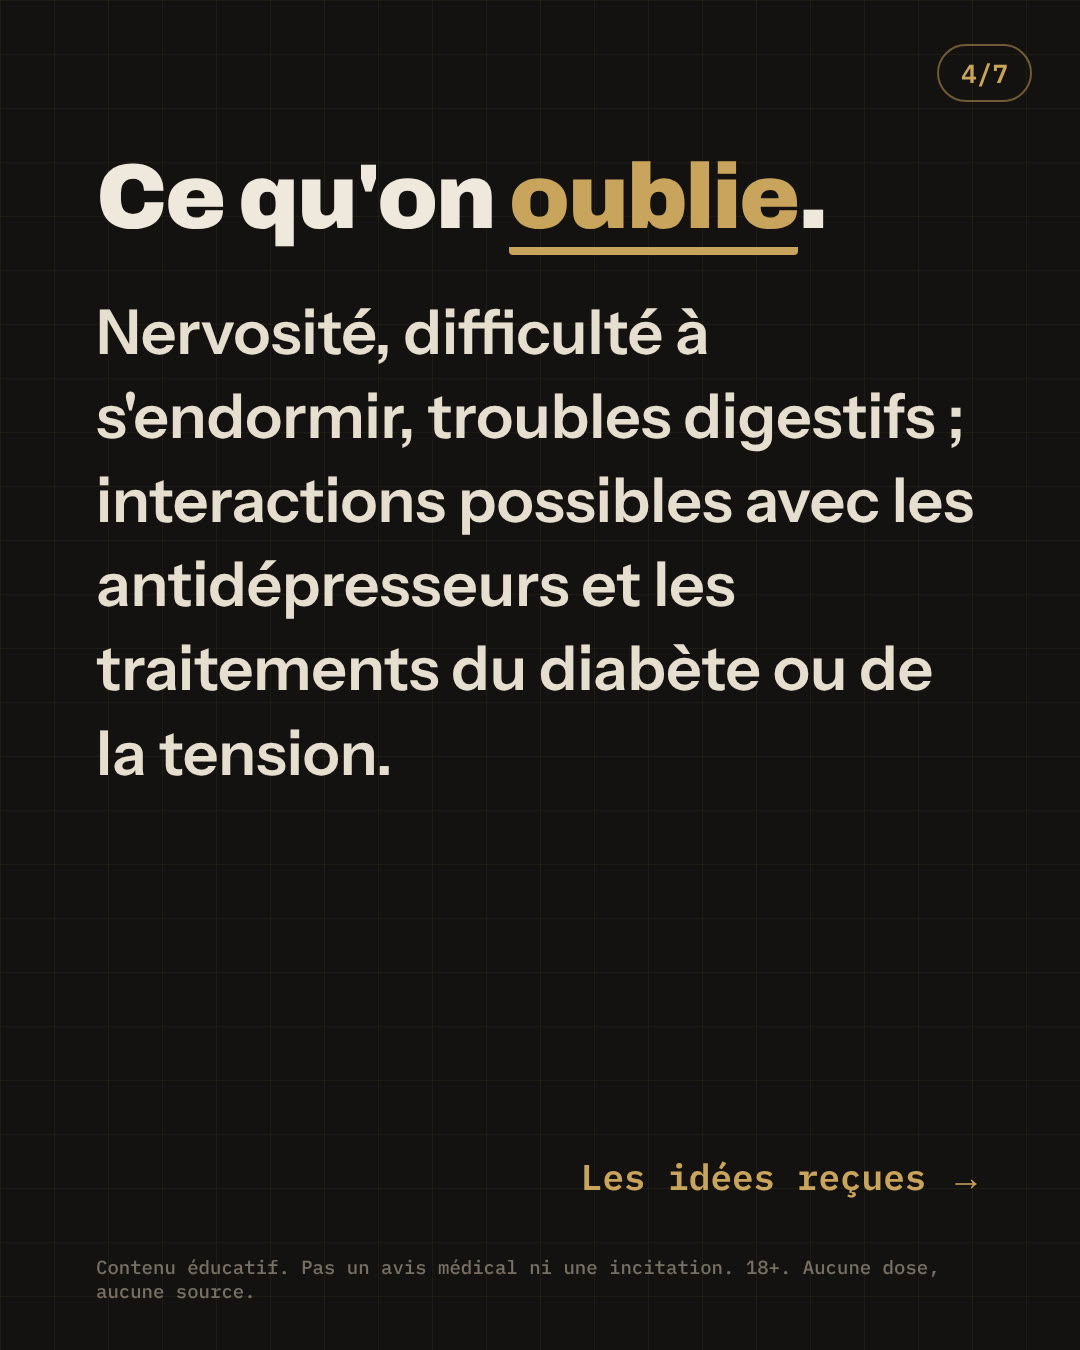 4/7
Ce qu'on oublie.
Nervosité, difficulté à
s'endormir, troubles digestifs ;
interactions possibles avec les
antidépresseurs et les
traitements du diabète ou de
la tension.
Les idées reçues →
Contenu éducatif. Pas un avis médical ni une incitation. 18+. Aucune dose,
aucune source.